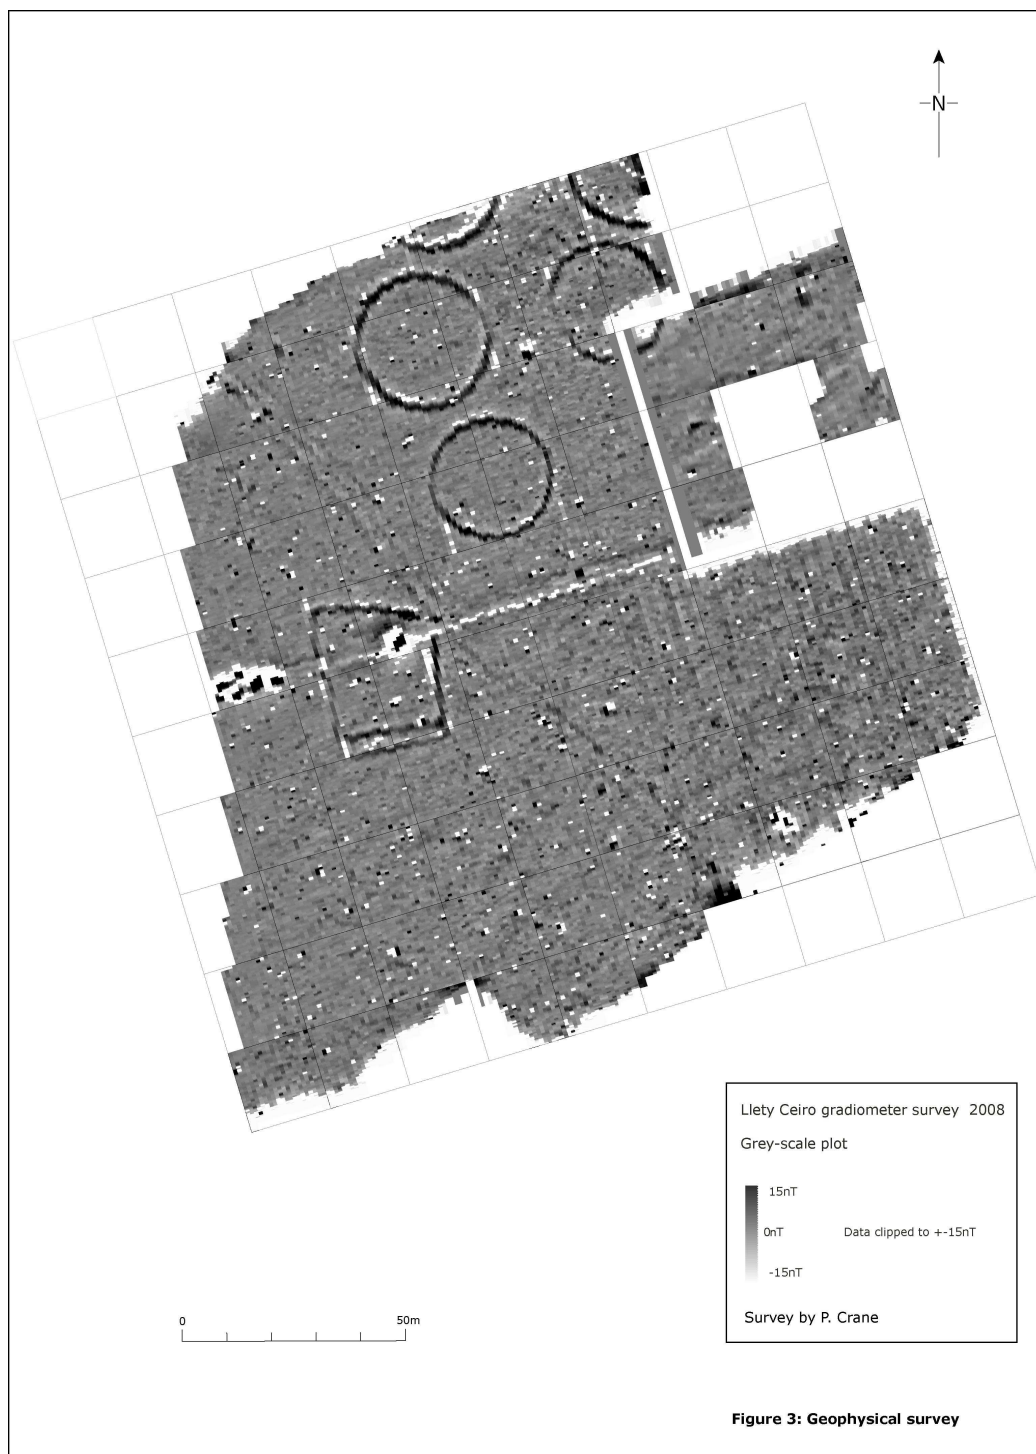 N
Llety Ceiro gradiometer survey 2008
Grey-scale plot
15nT
0nT
Data clipped to +-15nT
-15nT
Survey by P. Crane
0
50m
Figure 3: Geophysical survey